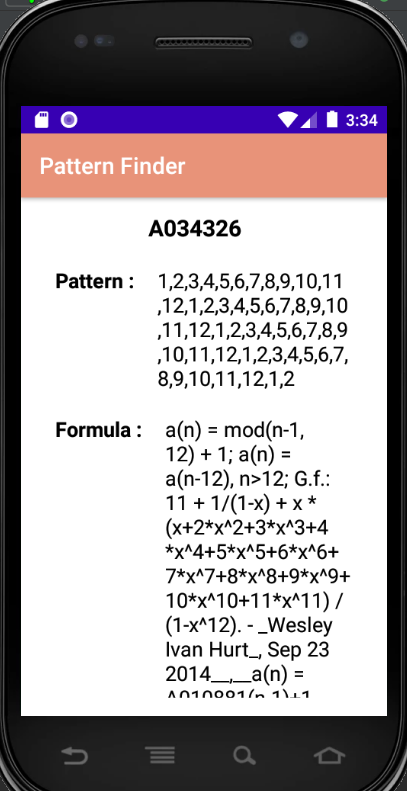 3:34
Pattern Finder
A034326
Pattern : 1,2,3,4,5,6,7,8,9,10,11
,12,1,2,3,4,5,6,7,8,9,10
,11,12,1,2,3,4,5,6,7,8,9
,10,11,12,1,2,3,4,5,6,7,
8,9,10,11,12,1,2
Formula : a(n) = mod(n-1,
12) + 1; a(n) =
a(n-12), n>12; G.f.:
11 + 1/(1-x) + x *
(x+2*x^2+3*x^3+4
*x^4+5*x^5+6*x^6+
7*x^7+8*x^8+9*x^9+
10*x^10+11*x^11) /
(1-x^12). - _Wesley
Ivan Hurt_, Sep 23
2014__,__a(n) =
A010881(n-1)+1